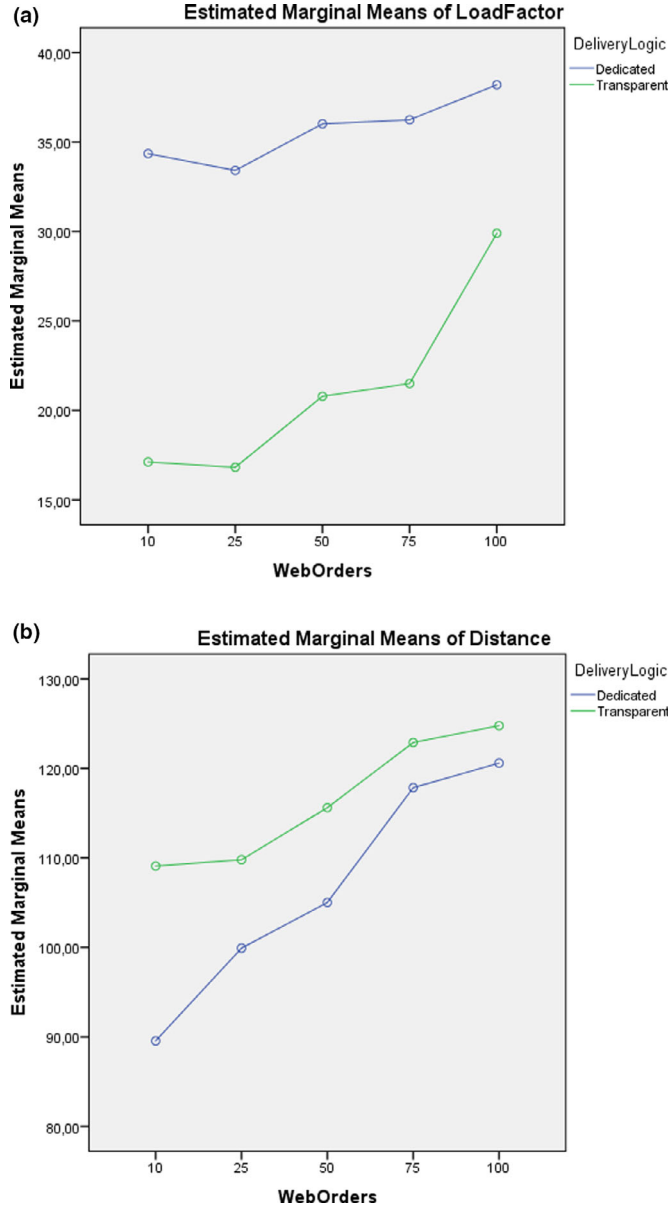 (a)
Estimated Marginal Means of LoadFactor
DeliveryLogic
Dedicated
Transparent
Estimated Marginal Means
40,00
35,00
30,00
25,00
20,00
15,00
10 25 50 75 100
WebOrders
(b)
Estimated Marginal Means of Distance
DeliveryLogic
Dedicated
Transparent
Estimated Marginal Means
130,00
120,00
110,00
100,00
90,00
80,00
10 25 50 75 100
WebOrders